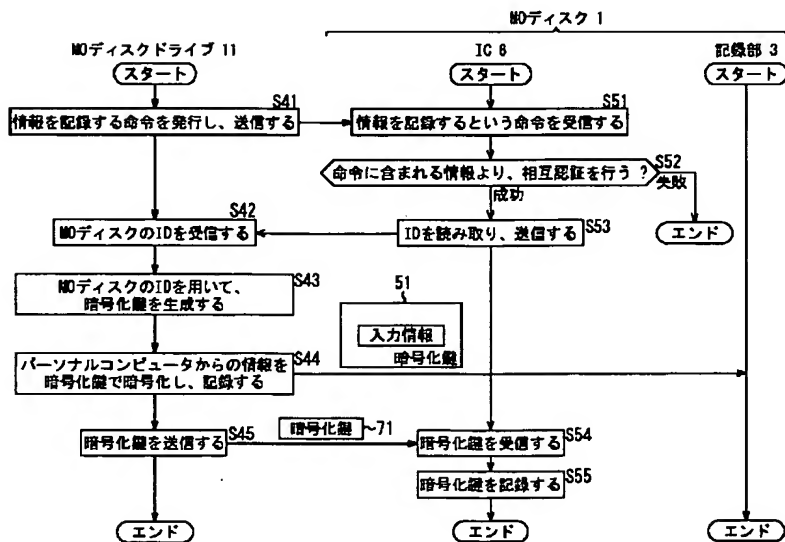 MOディスク 1
MOディスクドライブ 11
IC 6
記録部 3
スタート
スタート
スタート
S41
情報を記録する命令を発行し、送信する
S51
情報を記録するという命令を受信する
S52
命令に含まれる情報より、相互認証を行う ?
失敗
成功
エンド
S42
MOディスクのIDを受信する
IDを読み取り、送信する
S53
MOディスクのIDを用いて、
暗号化鍵を生成する
S43
51
入力情報
暗号化鍵
パーソナルコンピュータからの情報を
暗号化鍵で暗号化し、記録する
S44
暗号化鍵を送信する
S45
暗号化鍵
71
暗号化鍵を受信する
S54
暗号化鍵を記録する
S55
エンド
エンド
エンド